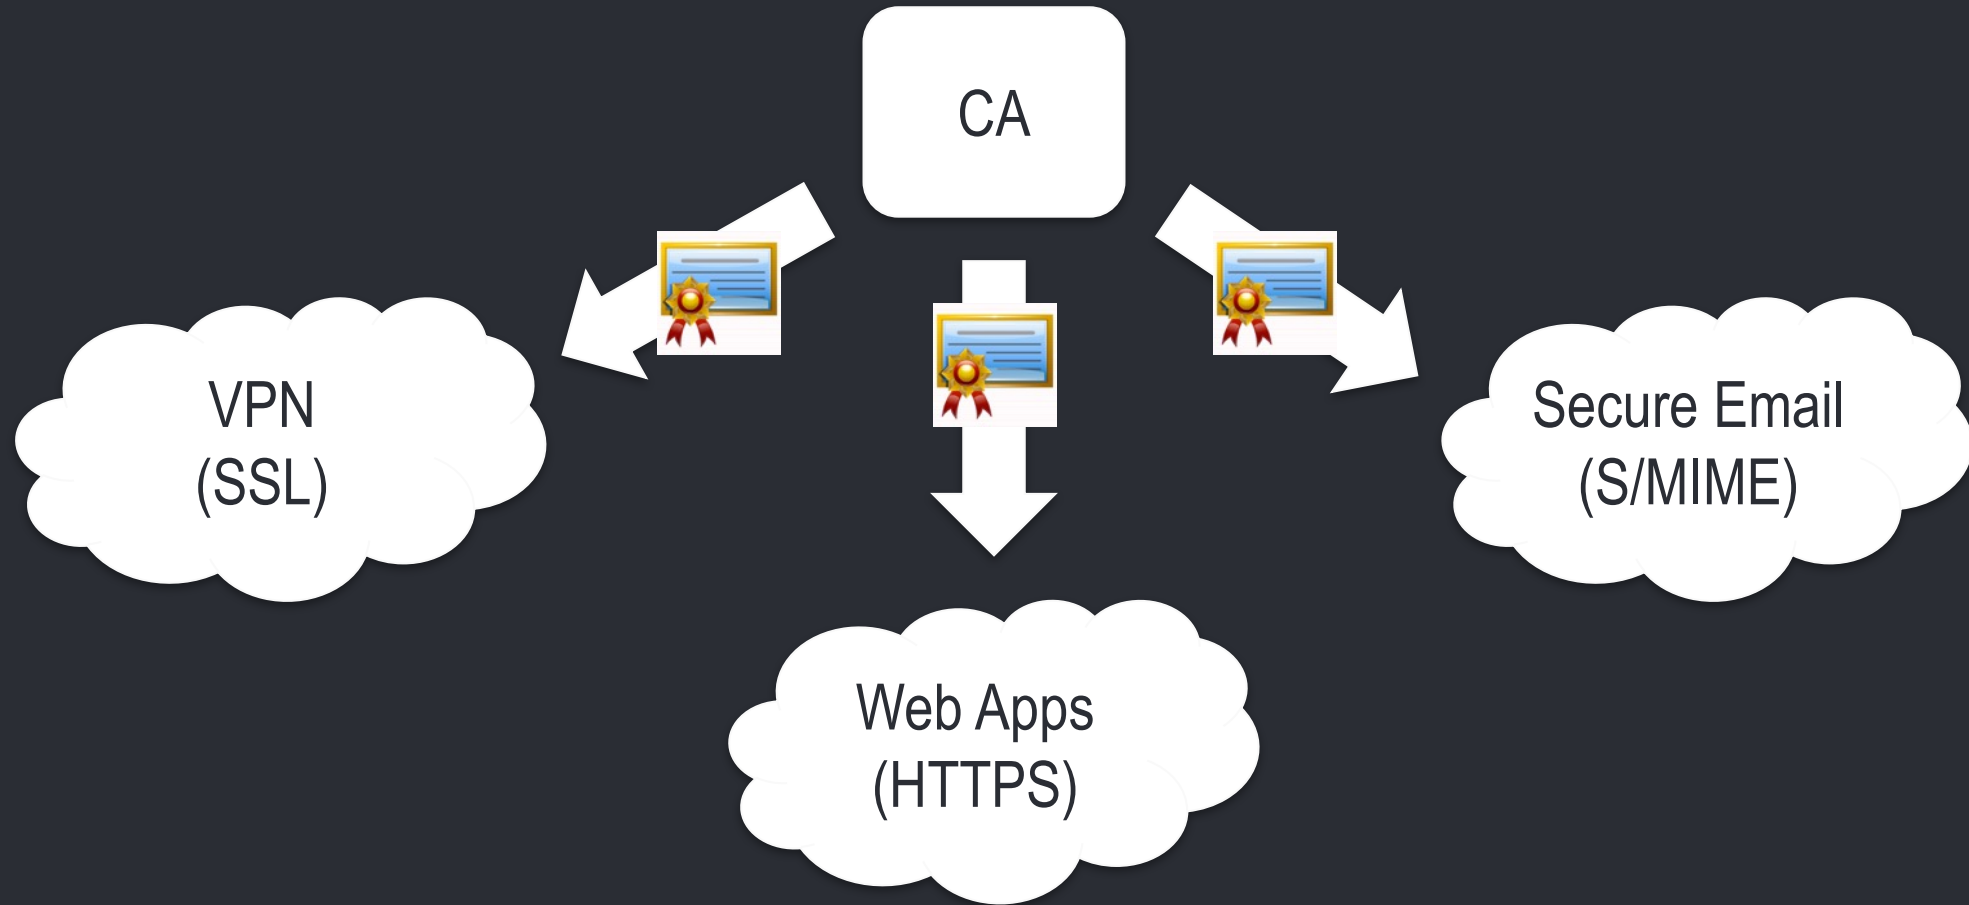 CA
VPN
(SSL)
Secure Email
(S/MIME)
Web Apps
(HTTPS)